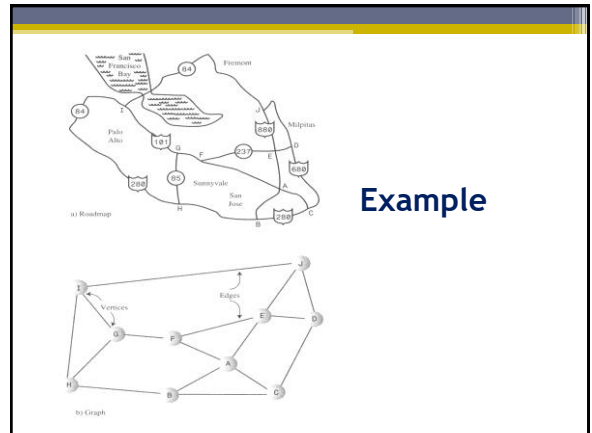 San
Francisco
Bay
84
Fremont
84
I
J
Palo
Alto
101
880
Milpitas
G
F
237
E
D
280
85
Sunnyvale
680
A
San
Jose
H
B
280
C
a) Roadmap
Example
I
J
Vertices
Edges
G
F
E
D
A
H
B
C
b) Graph